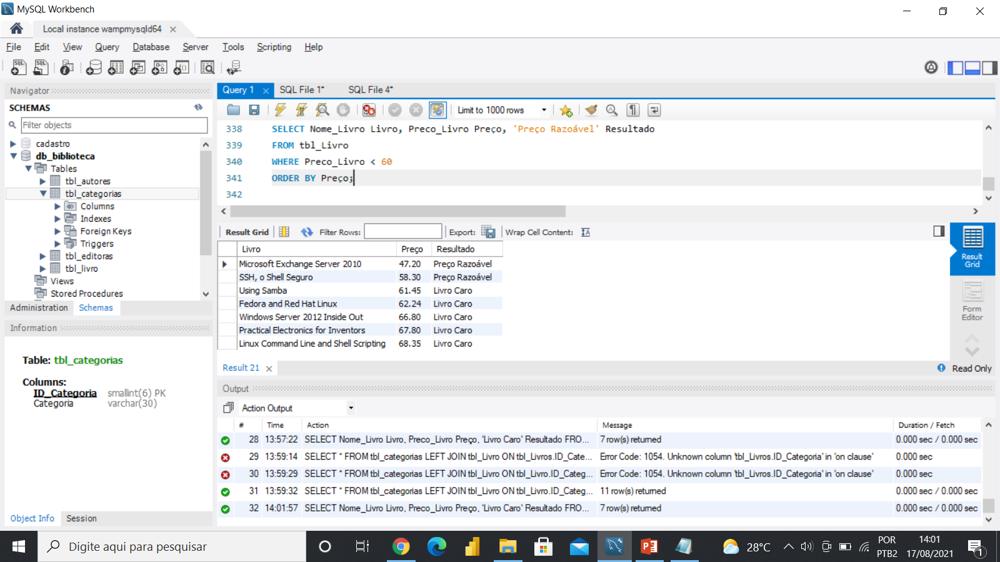 MySQL Workbench
Local instance wampmysqld64
File Edit View Query Database Server Tools Scripting Help
Navigator
SCHEMAS
Filter objects
cadastro
db_biblioteca
Tables
tbl_autores
tbl_categorias
Columns
Indexes
Foreign Keys
Triggers
tbl_editoras
tbl_livro
Views
Stored Procedures
Administration Schemas
Information
Table: tbl_categorias
Columns:
ID_Categoria smallint(6) PK
Categoria varchar(30)
Object Info Session
Query 1 SQL File 1* SQL File 4*
Limit to 1000 rows
338 SELECT Nome_Livro Livro, Preco_Livro Preço, 'Preço Razoável' Resultado
339 FROM tbl_Livro
340 WHERE Preco_Livro < 60
341 ORDER BY Preço;
342
Result Grid Filter Rows: Export: Wrap Cell Content:
Livro Preço Resultado
Microsoft Exchange Server 2010 47.20 Preço Razoável
SSH, o Shell Seguro 58.30 Preço Razoável
Using Samba 61.45 Livro Caro
Fedora and Red Hat Linux 62.24 Livro Caro
Windows Server 2012 Inside Out 66.80 Livro Caro
Practical Electronics for Inventors 67.80 Livro Caro
Linux Command Line and Shell Scripting 68.35 Livro Caro
Result
Grid
Form
Editor
Result 21
Read Only
Output
Action Output
# Time Action Message Duration / Fetch
28 13:57:22 SELECT Nome_Livro Livro, Preco_Livro Preço, 'Livro Caro' Resultado FRO... 7 row(s) returned 0.000 sec / 0.000 sec
29 13:59:14 SELECT * FROM tbl_categorias LEFT JOIN tbl_Livro ON tbl_Livros.ID_Cate... Error Code: 1054. Unknown column 'tbl_Livros.ID_Categoria' in 'on clause' 0.000 sec
30 13:59:29 SELECT * FROM tbl_categorias LEFT JOIN tbl_Livro ON tbl_Livro.ID_Categ... Error Code: 1054. Unknown column 'tbl_Livros.ID_Categoria' in 'on clause' 0.000 sec
31 13:59:32 SELECT * FROM tbl_categorias LEFT JOIN tbl_Livro ON tbl_Livro.ID_Categ... 11 row(s) returned 0.000 sec / 0.000 sec
32 14:01:57 SELECT Nome_Livro Livro, Preco_Livro Preço, 'Livro Caro' Resultado FRO... 7 row(s) returned 0.000 sec / 0.000 sec
Digite aqui para pesquisar
28°C
POR
PTB2
14:01
17/08/2021
1